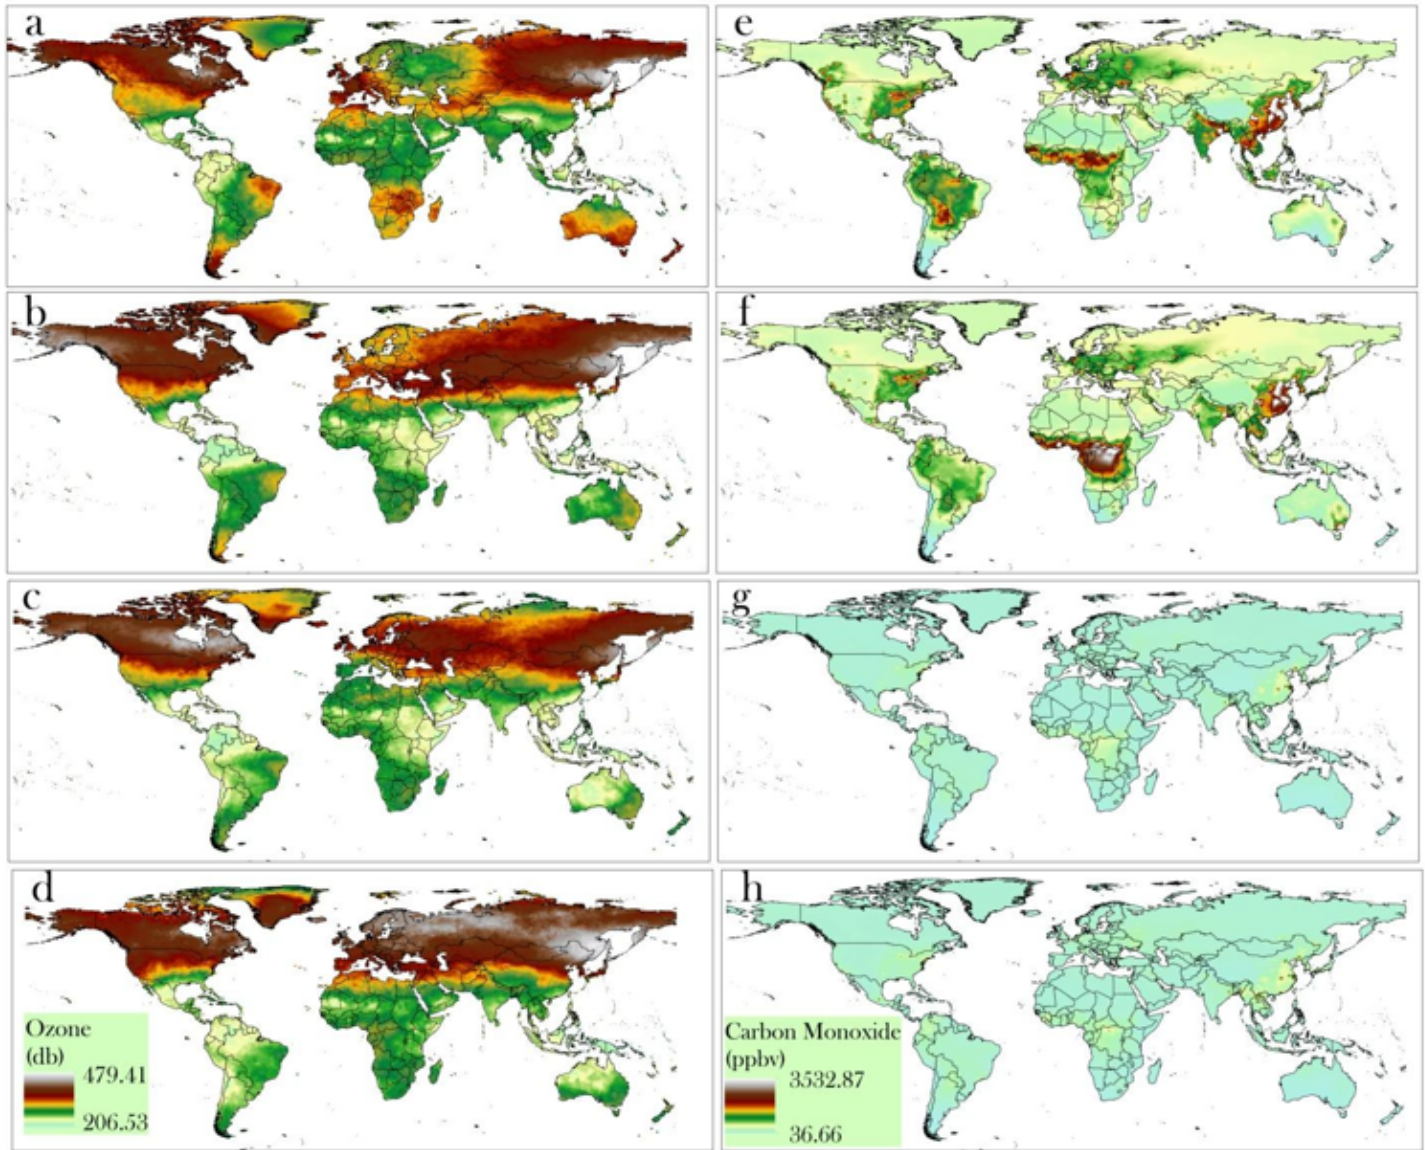 a
e
b
f
c
g
d
h
Ozone
(db)
479.41
206.53
Carbon Monoxide
(ppbv)
3532.87
36.66